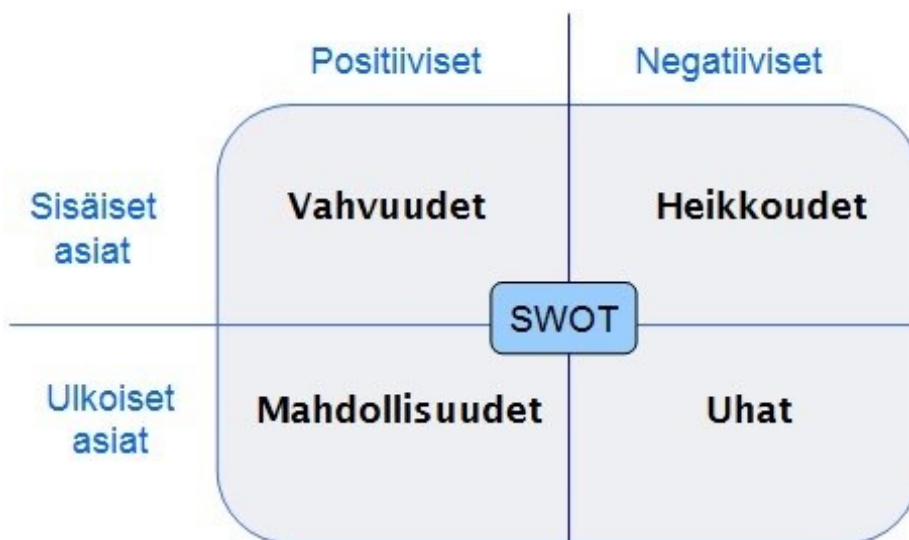 Positiiviset
Negatiiviset
Sisäiset
asiat
Vahvuudet
Heikkoudet
SWOT
Ulkoiset
asiat
Mahdollisuudet
Uhat